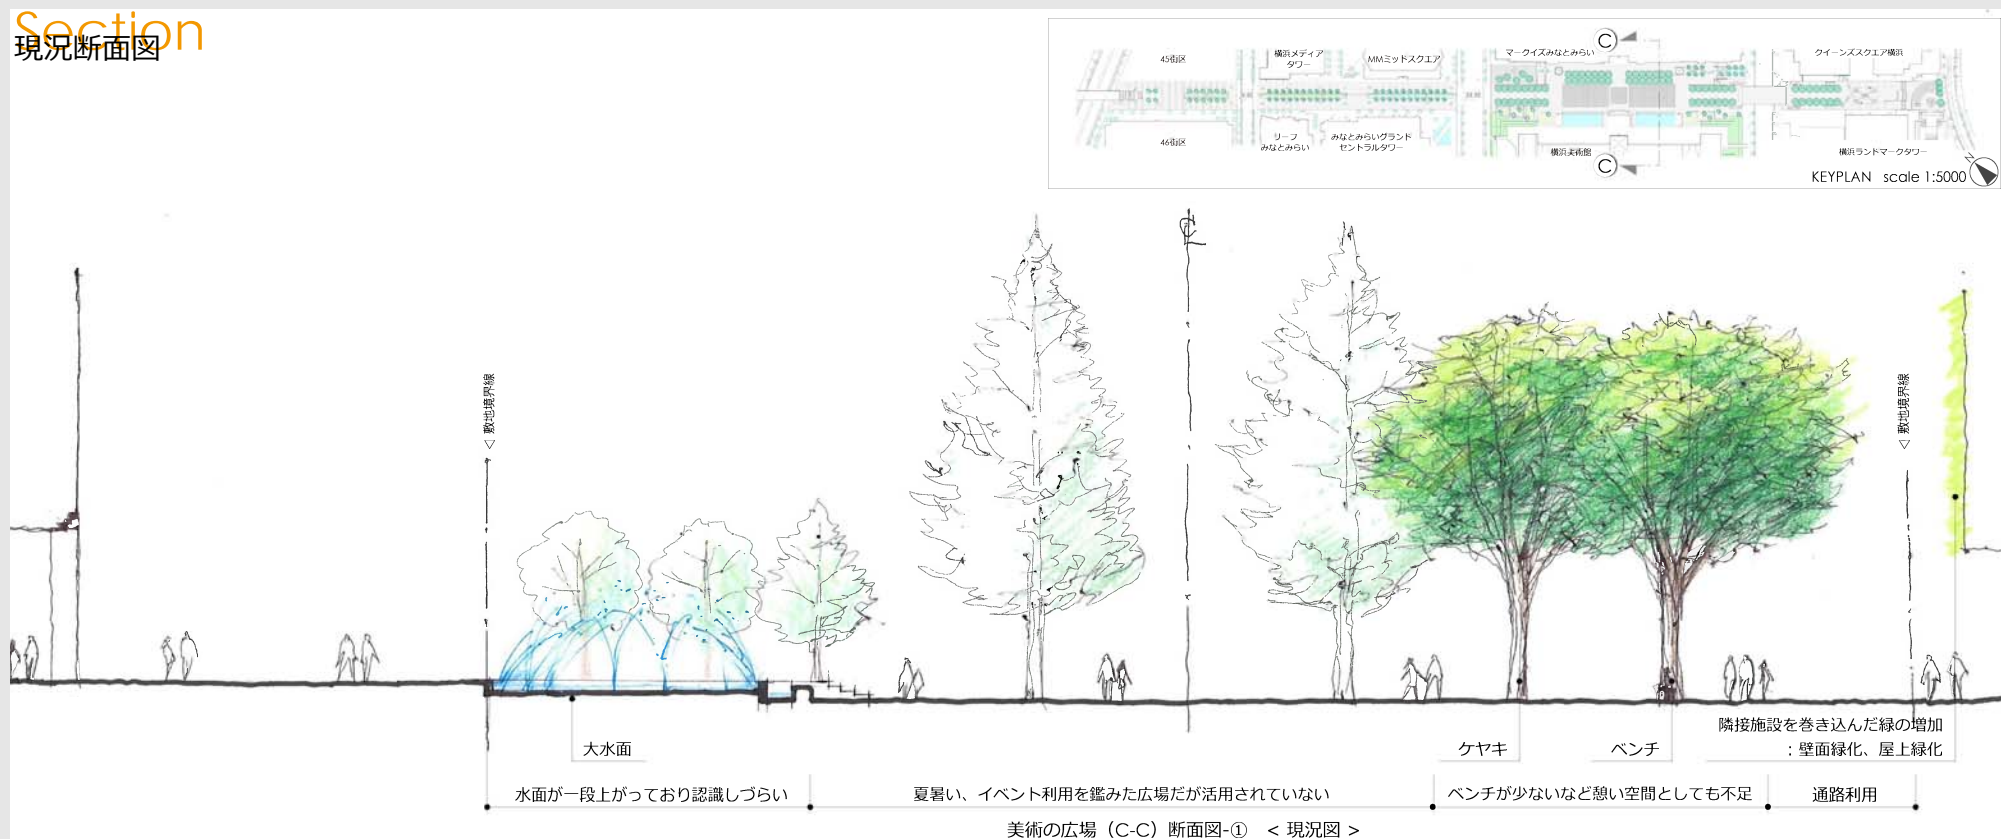 Section
現況断面図
45街区
横浜メディア
タワー
MMミッドスクエア
C
マークイズみなとみらい
クイーンズスクエア横浜
46街区
リーフ
みなとみらい
みなとみらいグランド
セントラルタワー
横浜美術館
C
横浜ランドマークタワー
KEYPLAN scale 1:5000
N
CL
◁ 敷地境界線
◁ 敷地境界線
大水面
ケヤキ
ベンチ
隣接施設を巻き込んだ緑の増加
：壁面緑化、屋上緑化
水面が一段上がっており認識しづらい
夏暑い、イベント利用を鑑みた広場だが活用されていない
ベンチが少ないなど憩い空間としても不足
通路利用
美術の広場（C-C）断面図-① < 現況図 >